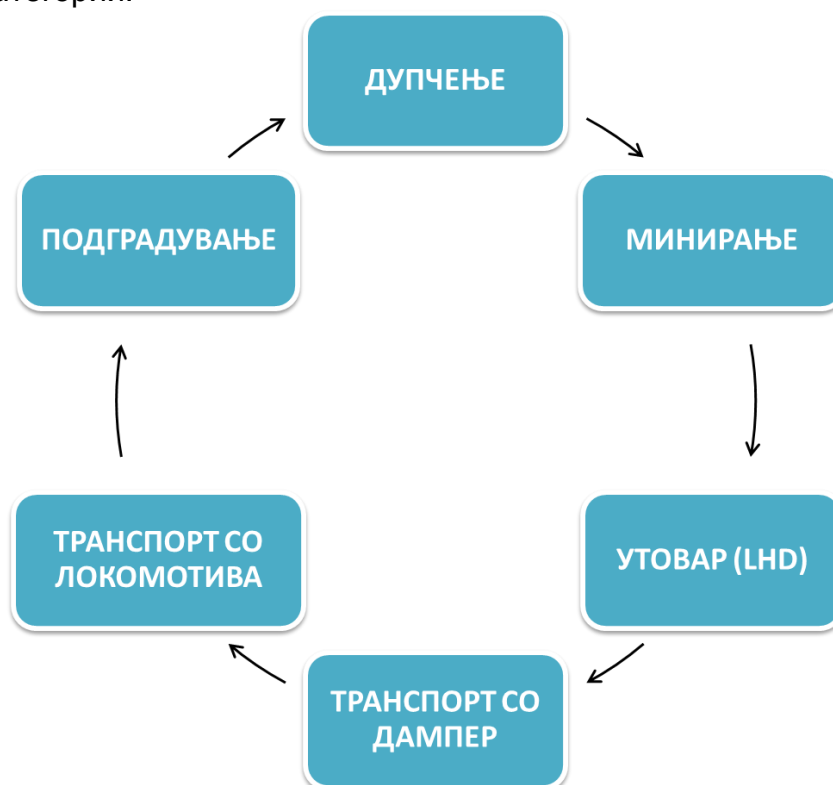 ДУПЧЕЊЕ
МИНИРАЊЕ
УТОВАР (LHD)
ТРАНСПОРТ СО
ДАМПЕР
ТРАНСПОРТ СО
ЛОКОМОТИВА
ПОДГРАДУВАЊЕ